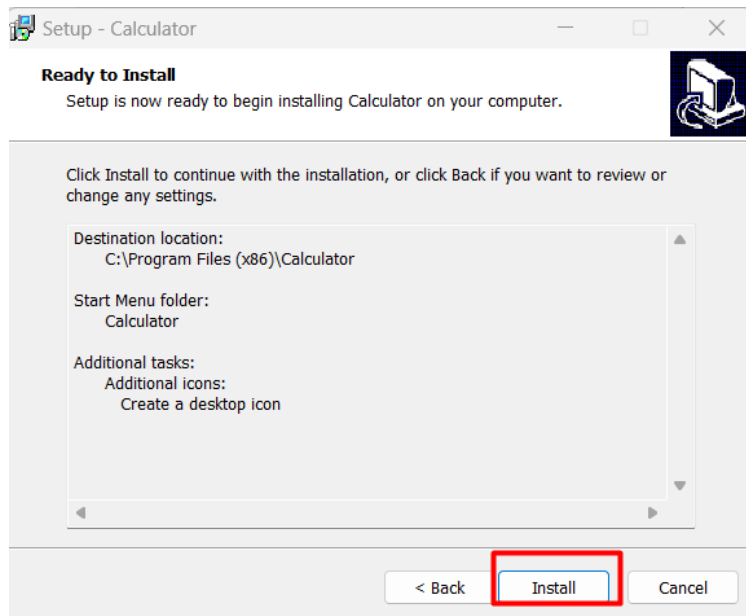 Setup - Calculator
Ready to Install
Setup is now ready to begin installing Calculator on your computer.
Click Install to continue with the installation, or click Back if you want to review or
change any settings.
Destination location:
C:\Program Files (x86)\Calculator
Start Menu folder:
Calculator
Additional tasks:
Additional icons:
Create a desktop icon
< Back
Install
Cancel